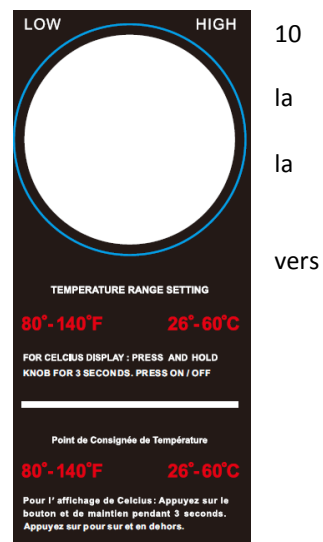 LOW HIGH
10
la
la
vers
TEMPERATURE RANGE SETTING
80°-140°F 26°-60°C
FOR CELCIUS DISPLAY : PRESS AND HOLD
KNOB FOR 3 SECONDS. PRESS ON / OFF
Point de Consignée de Température
80°-140°F 26°-60°C
Pour l' affichage de Celcius: Appuyez sur le
bouton et de maintien pendant 3 seconds.
Appuyez sur pour sur et en dehors.